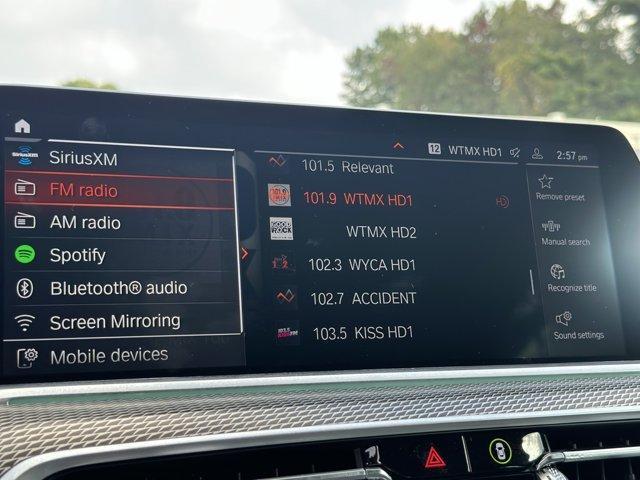 12 WTMX HD1 2:57 pm
SiriusXM
FM radio
AM radio
Spotify
Bluetooth® audio
Screen Mirroring
Mobile devices
101.5 Relevant
101.9 WTMX HD1
WTMX HD2
102.3 WYCA HD1
102.7 ACCIDENT
103.5 KISS HD1
Remove preset
Manual search
Recognize title
Sound settings